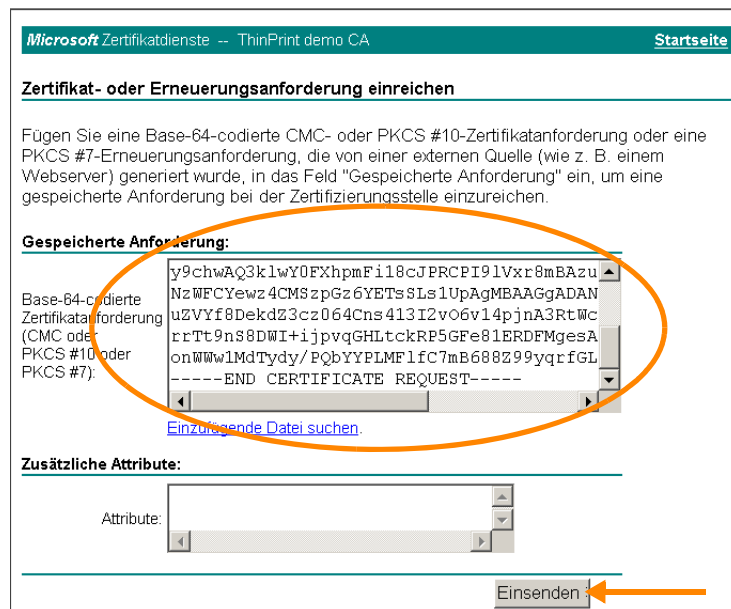 Microsoft Zertifikatdienste -- ThinPrint demo CA Startseite
Zertifikat- oder Erneuerungsanforderung einreichen
Fügen Sie eine Base-64-codierte CMC- oder PKCS #10-Zertifikatanforderung oder eine
PKCS #7-Erneuerungsanforderung, die von einer externen Quelle (wie z. B. einem
Webserver) generiert wurde, in das Feld "Gespeicherte Anforderung" ein, um eine
gespeicherte Anforderung bei der Zertifizierungsstelle einzureichen.
Gespeicherte Anforderung:
Base-64-codierte
Zertifikatanforderung
(CMC oder
PKCS #10 oder
PKCS #7):
y9chwAQ3klwY0FXhpmFi18cJPRCPI9lVxr8mBAzu
NzWFCYewz4CMSzpGz6YETsSLs1UpAgMBAAGgADAN
uZVYf8DekdZ3cz064Cns413I2vO6v14pjnA3RtWc
rrTt9nS8DWI+ijpvqGHLtckRP5GFe81ERDFMgesA
onWWw1MdTydy/PQbYYPLMFlfC7mB688Z99yqrfGL
-----END CERTIFICATE REQUEST-----
Einzufügende Datei suchen.
Zusätzliche Attribute:
Attribute:
Einsenden